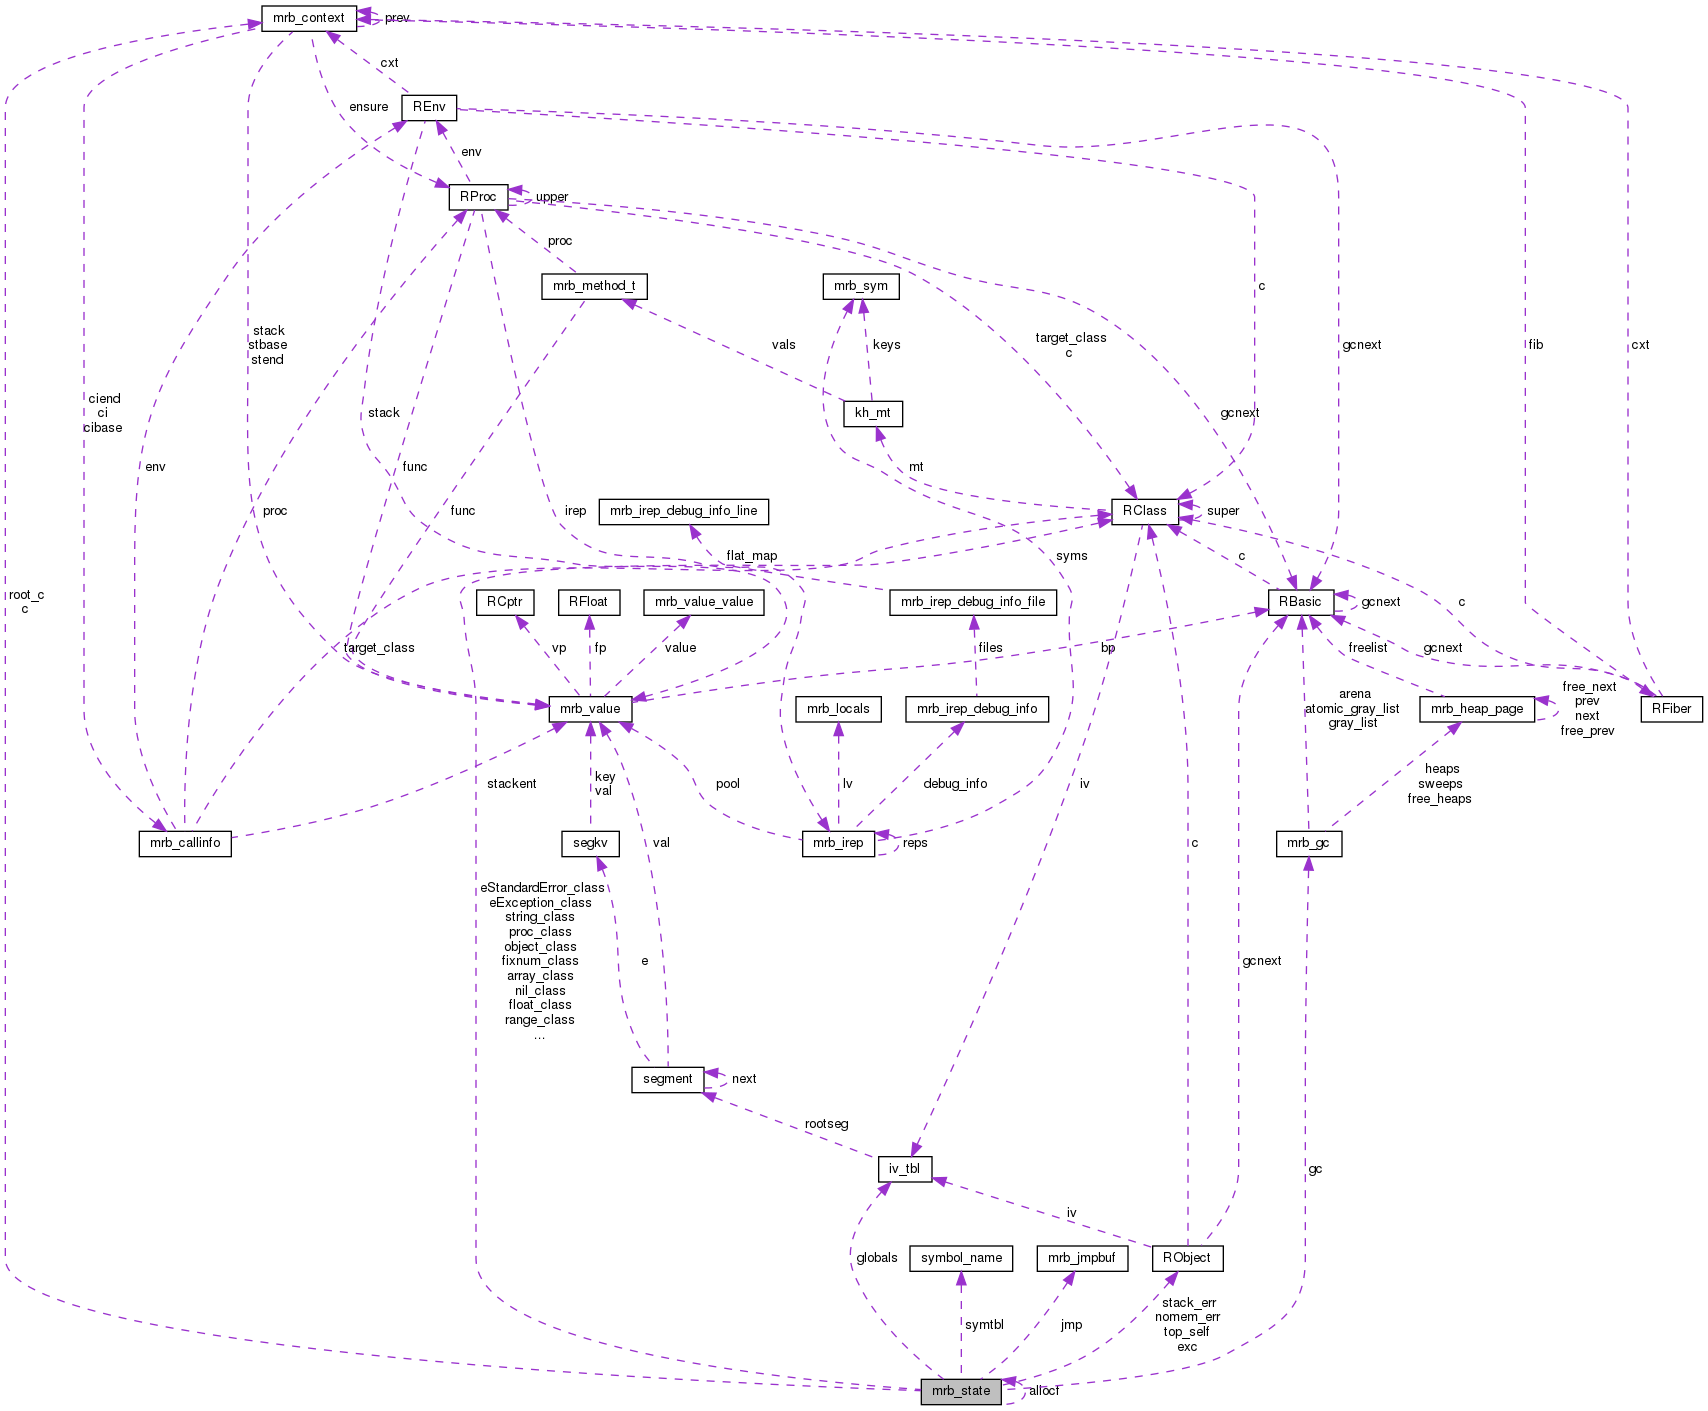 mrb_context
prev
cxt
REnv
ensure
env
RProc
upper
proc
mrb_method_t
mrb_sym
c
stack
stbase
stend
target_class
c
gcnext
fib
cxt
vals
keys
ciend
ci
cibase
stack
kh_mt
gcnext
env
func
mt
proc
func
irep
mrb_irep_debug_info_line
RClass
super
flat_map
syms
c
root_c
c
RCptr
RFloat
mrb_value_value
mrb_irep_debug_info_file
RBasic
gcnext
c
target_class
vp
fp
value
files
bp
freelist
gcnext
mrb_value
mrb_locals
mrb_irep_debug_info
arena
atomic_gray_list
gray_list
mrb_heap_page
free_next
prev
next
free_prev
RFiber
stackent
key
val
pool
lv
debug_info
iv
heaps
sweeps
free_heaps
mrb_callinfo
segkv
val
mrb_irep
reps
c
mrb_gc
eStandardError_class
eException_class
string_class
proc_class
object_class
fixnum_class
array_class
nil_class
float_class
range_class
...
e
gcnext
segment
next
rootseg
iv_tbl
gc
iv
globals
symbol_name
mrb_jmpbuf
RObject
symtbl
jmp
stack_err
nomem_err
top_self
exc
mrb_state
allocf